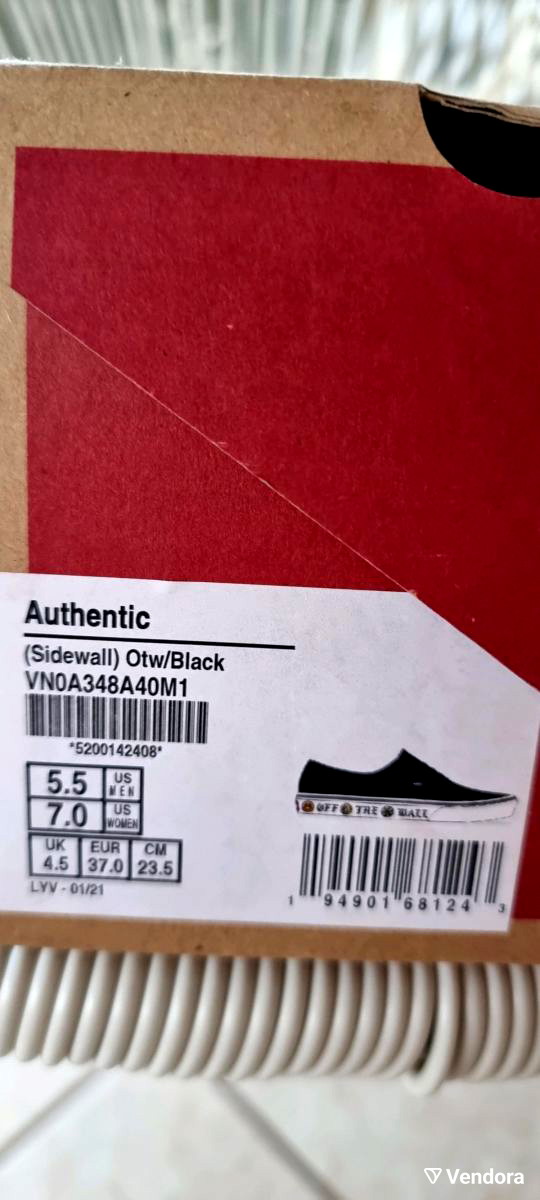 Authentic
(Sidewall) Otw/Black
VN0A348A40M1
*5200142408*
5.5 US MEN
7.0 US WOMEN
UK EUR CM
4.5 37.0 23.5
LYV - 01/21
OFF THE WALL
1 94901 68124 3
Vendora